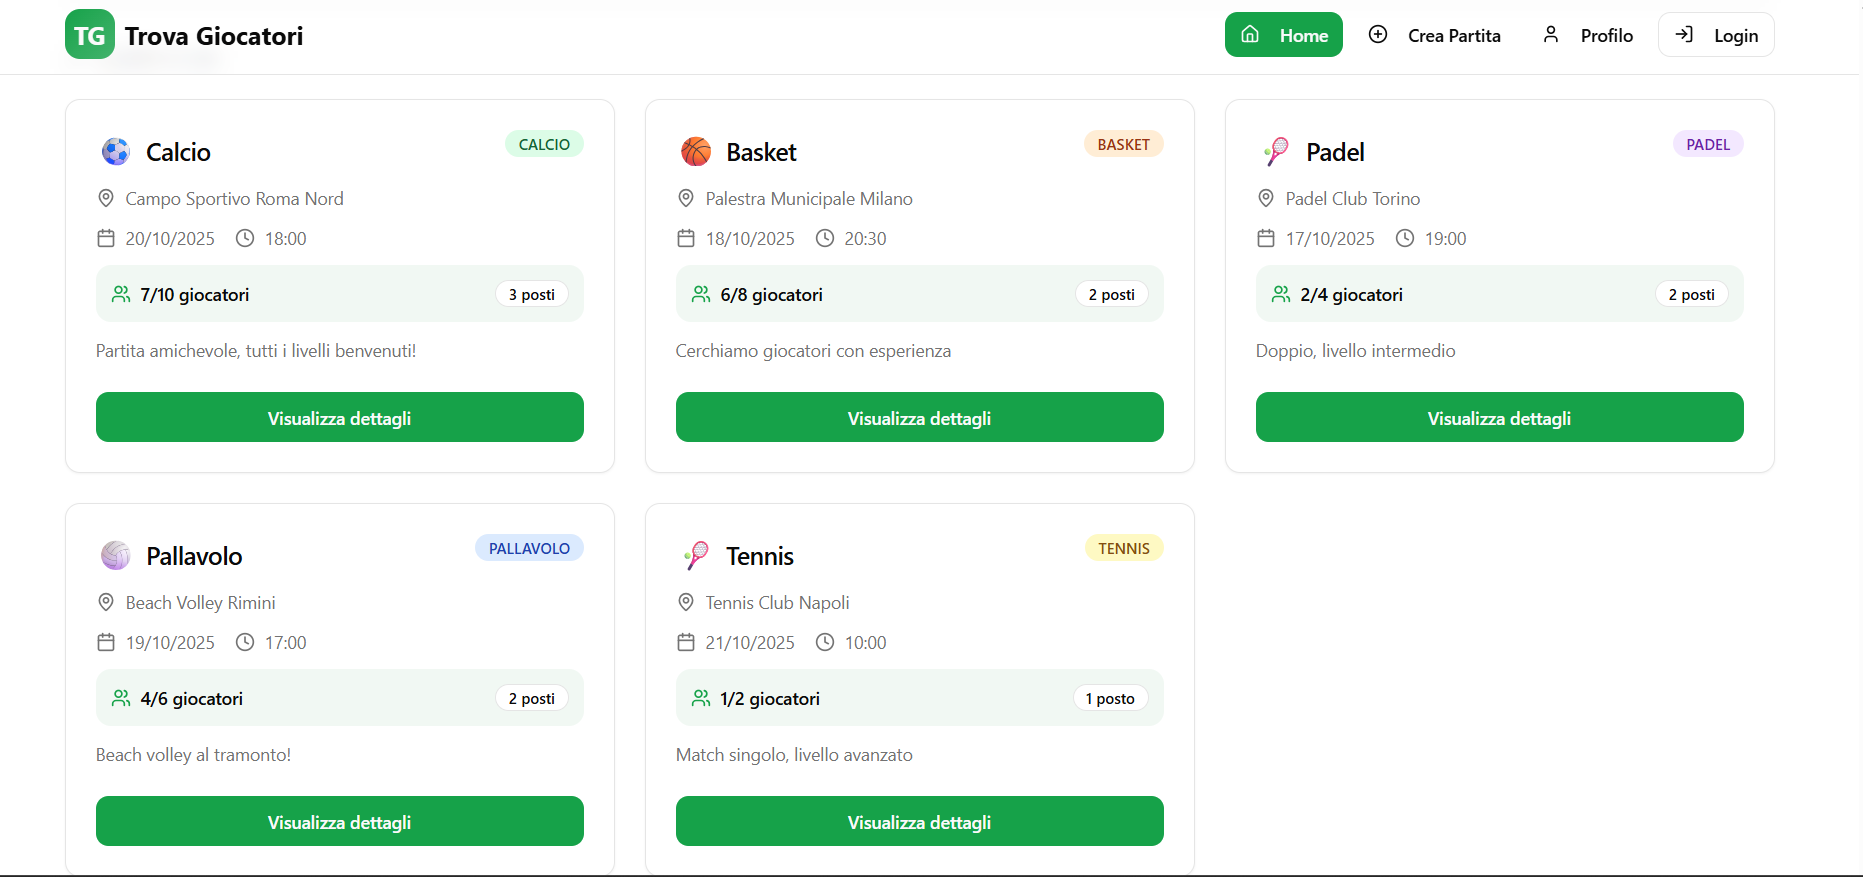 TG Trova Giocatori
Home Crea Partita Profilo Login
Calcio CALCIO
Campo Sportivo Roma Nord
20/10/2025 18:00
7/10 giocatori 3 posti
Partita amichevole, tutti i livelli benvenuti!
Visualizza dettagli
Basket BASKET
Palestra Municipale Milano
18/10/2025 20:30
6/8 giocatori 2 posti
Cerchiamo giocatori con esperienza
Visualizza dettagli
Padel PADEL
Padel Club Torino
17/10/2025 19:00
2/4 giocatori 2 posti
Doppio, livello intermedio
Visualizza dettagli
Pallavolo PALLAVOLO
Beach Volley Rimini
19/10/2025 17:00
4/6 giocatori 2 posti
Beach volley al tramonto!
Visualizza dettagli
Tennis TENNIS
Tennis Club Napoli
21/10/2025 10:00
1/2 giocatori 1 posto
Match singolo, livello avanzato
Visualizza dettagli